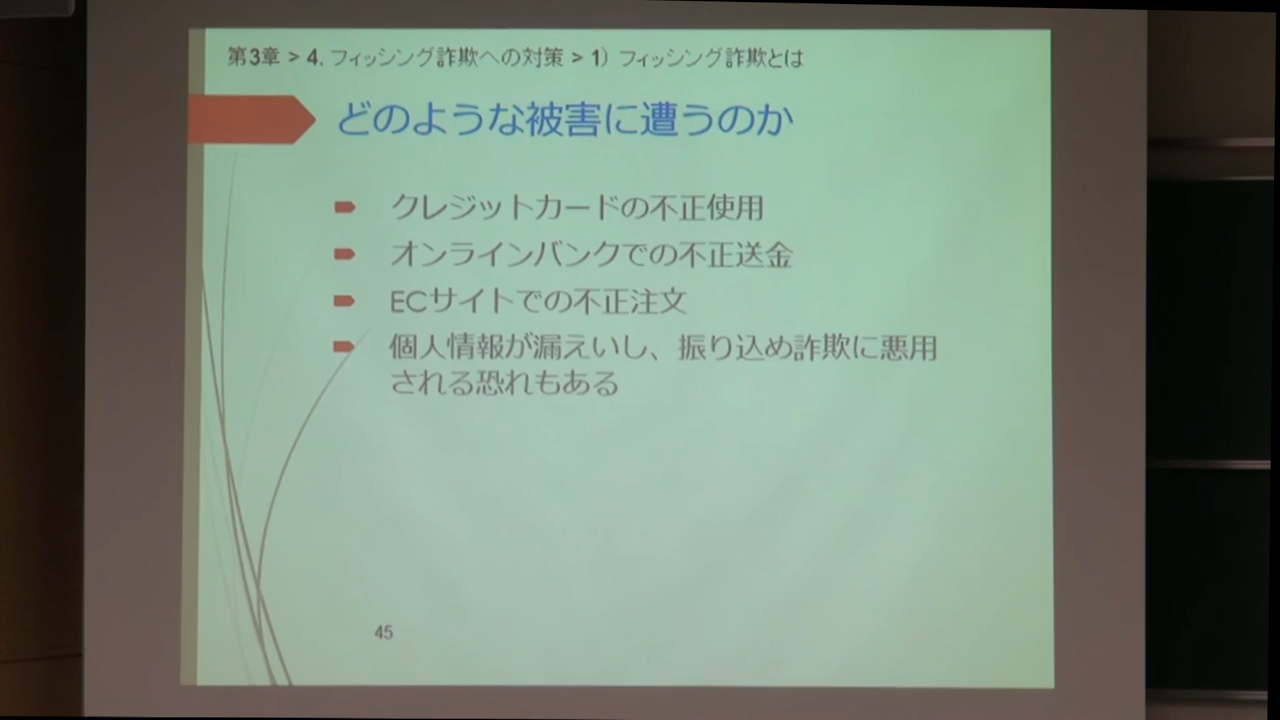 第3章 > 4. フィッシング詐欺への対策 > 1）フィッシング詐欺とは
どのような被害に遭うのか
クレジットカードの不正使用
オンラインバンクでの不正送金
ECサイトでの不正注文
個人情報が漏えいし、振り込め詐欺に悪用
される恐れもある
45